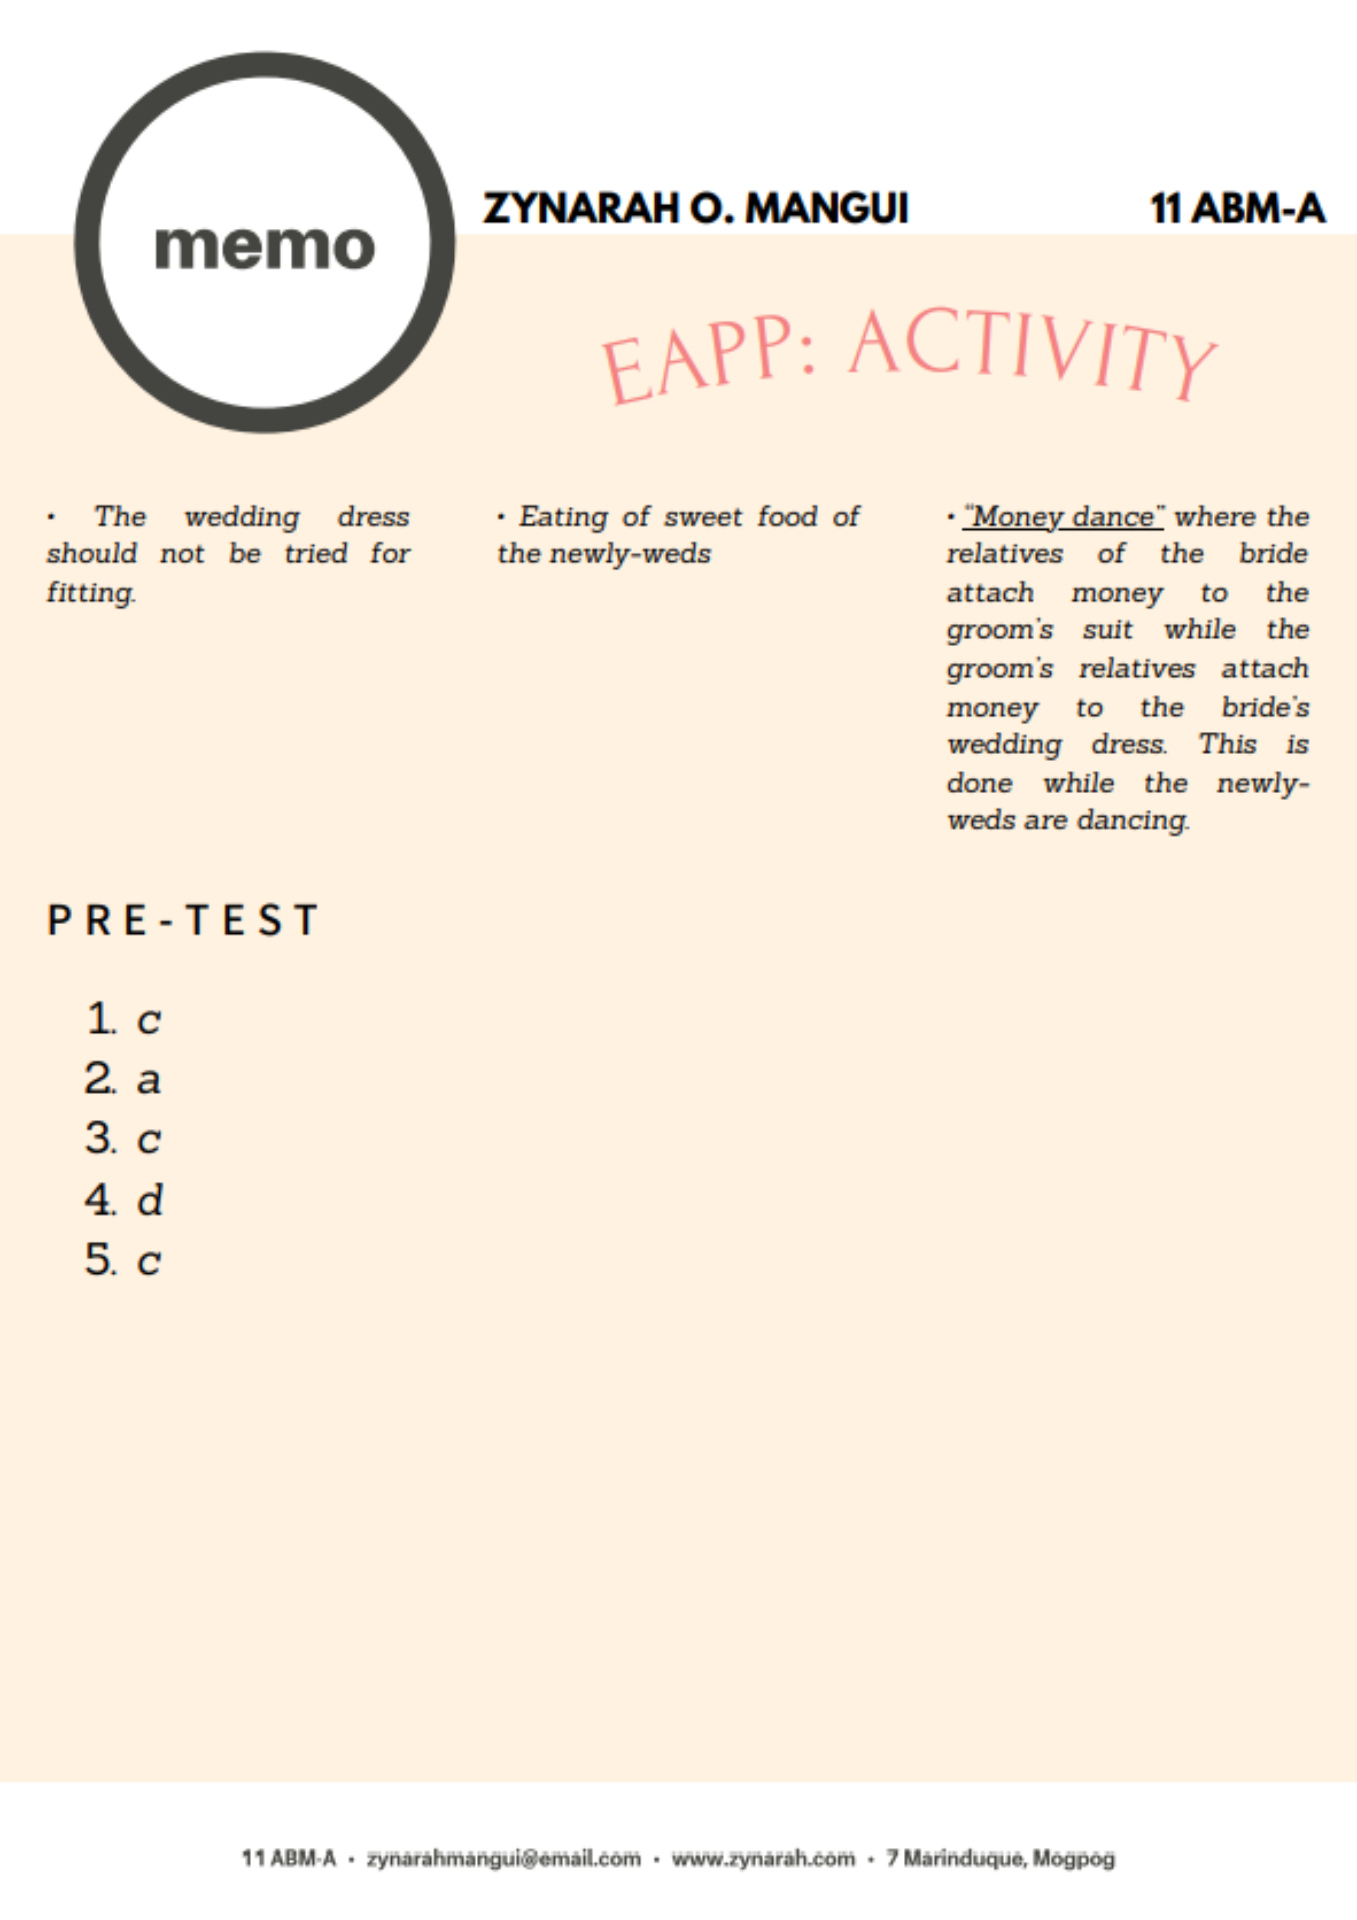 memo
ZYNARAH O. MANGUI 11 ABM-A
EAPP: ACTIVITY
• The wedding dress
should not be tried for
fitting.
• Eating of sweet food of
the newly-weds
• “Money dance” where the
relatives of the bride
attach money to the
groom's suit while the
groom's relatives attach
money to the bride's
wedding dress. This is
done while the newly-
weds are dancing.
PRE-TEST
1. c
2. a
3. c
4. d
5. c
11 ABM-A • zynarahmangui@email.com • www.zynarah.com • 7 Marinduque, Mogpog